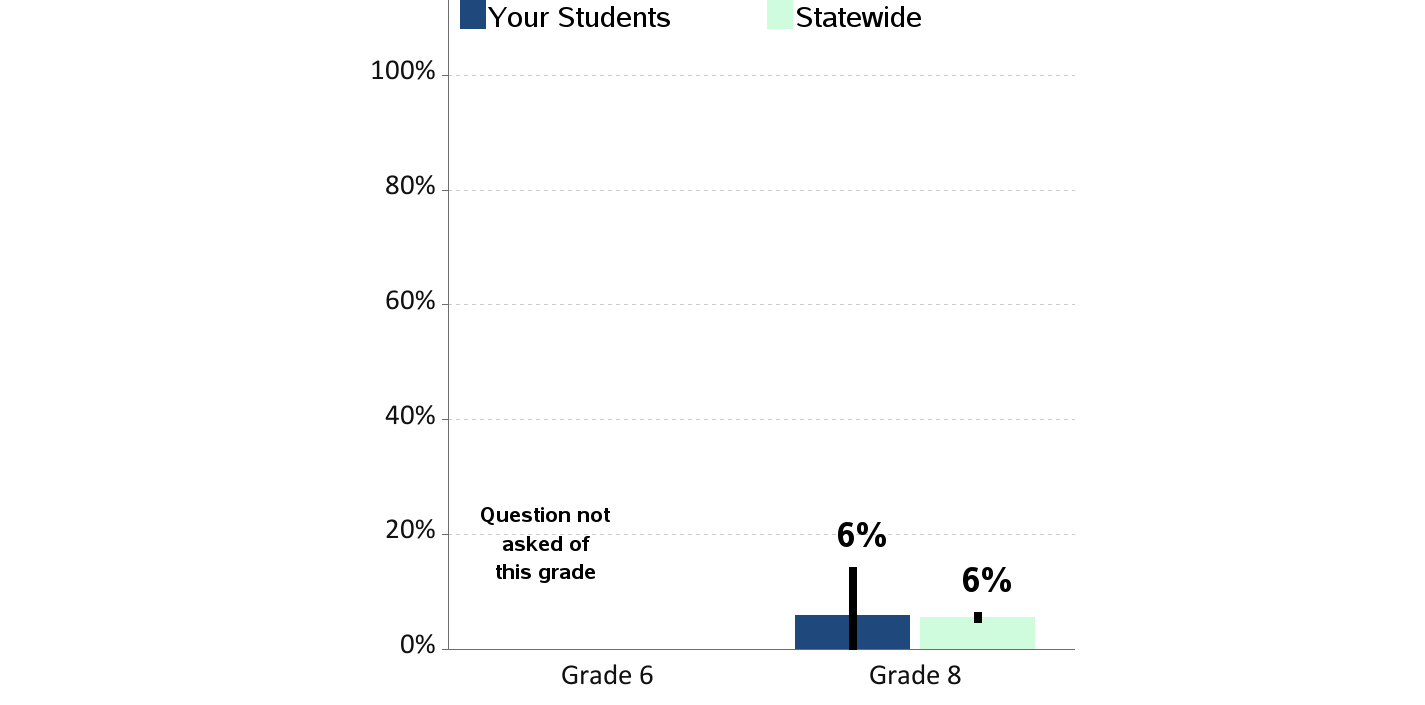 Your Students Statewide
100%
80%
60%
40%
20%
0%
Question not
asked of
this grade
6%
6%
Grade 6 Grade 8